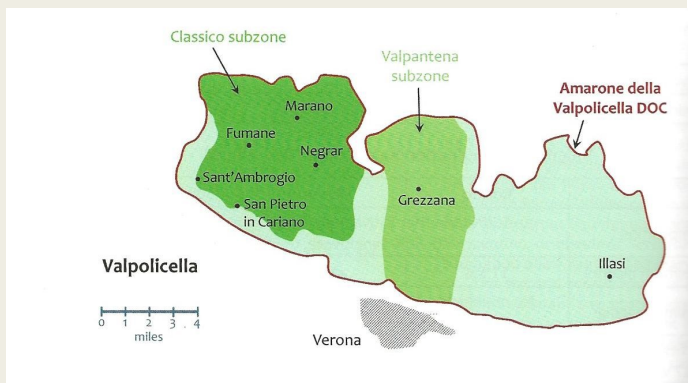 Classico subzone
Valpantena
subzone
Amarone della
Valpolicella DOC
Marano
Fumane
Negrar
Sant'Ambrogio
San Pietro
in Cariano
Grezzana
Illasi
Valpolicella
0 1 2 3 4
miles
Verona